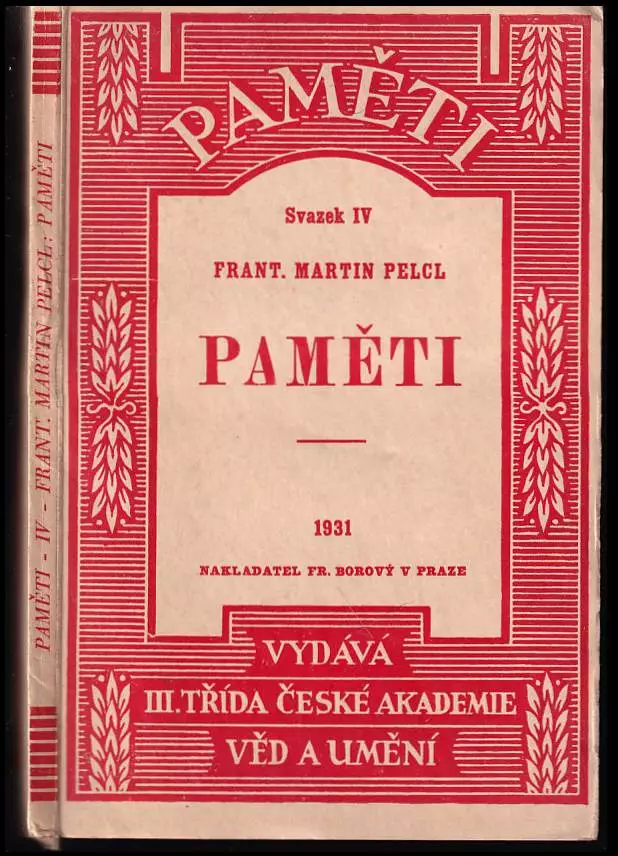 PAMĚTI - IV - FRANT. MARTIN PELCL: PAMĚTI
PAMĚTI
Svazek IV
FRANT. MARTIN PELCL
PAMĚTI
1931
NAKLADATEL FR. BOROVÝ V PRAZE
VYDÁVÁ
III. TŘÍDA ČESKÉ AKADEMIE
VĚD A UMĚNÍ